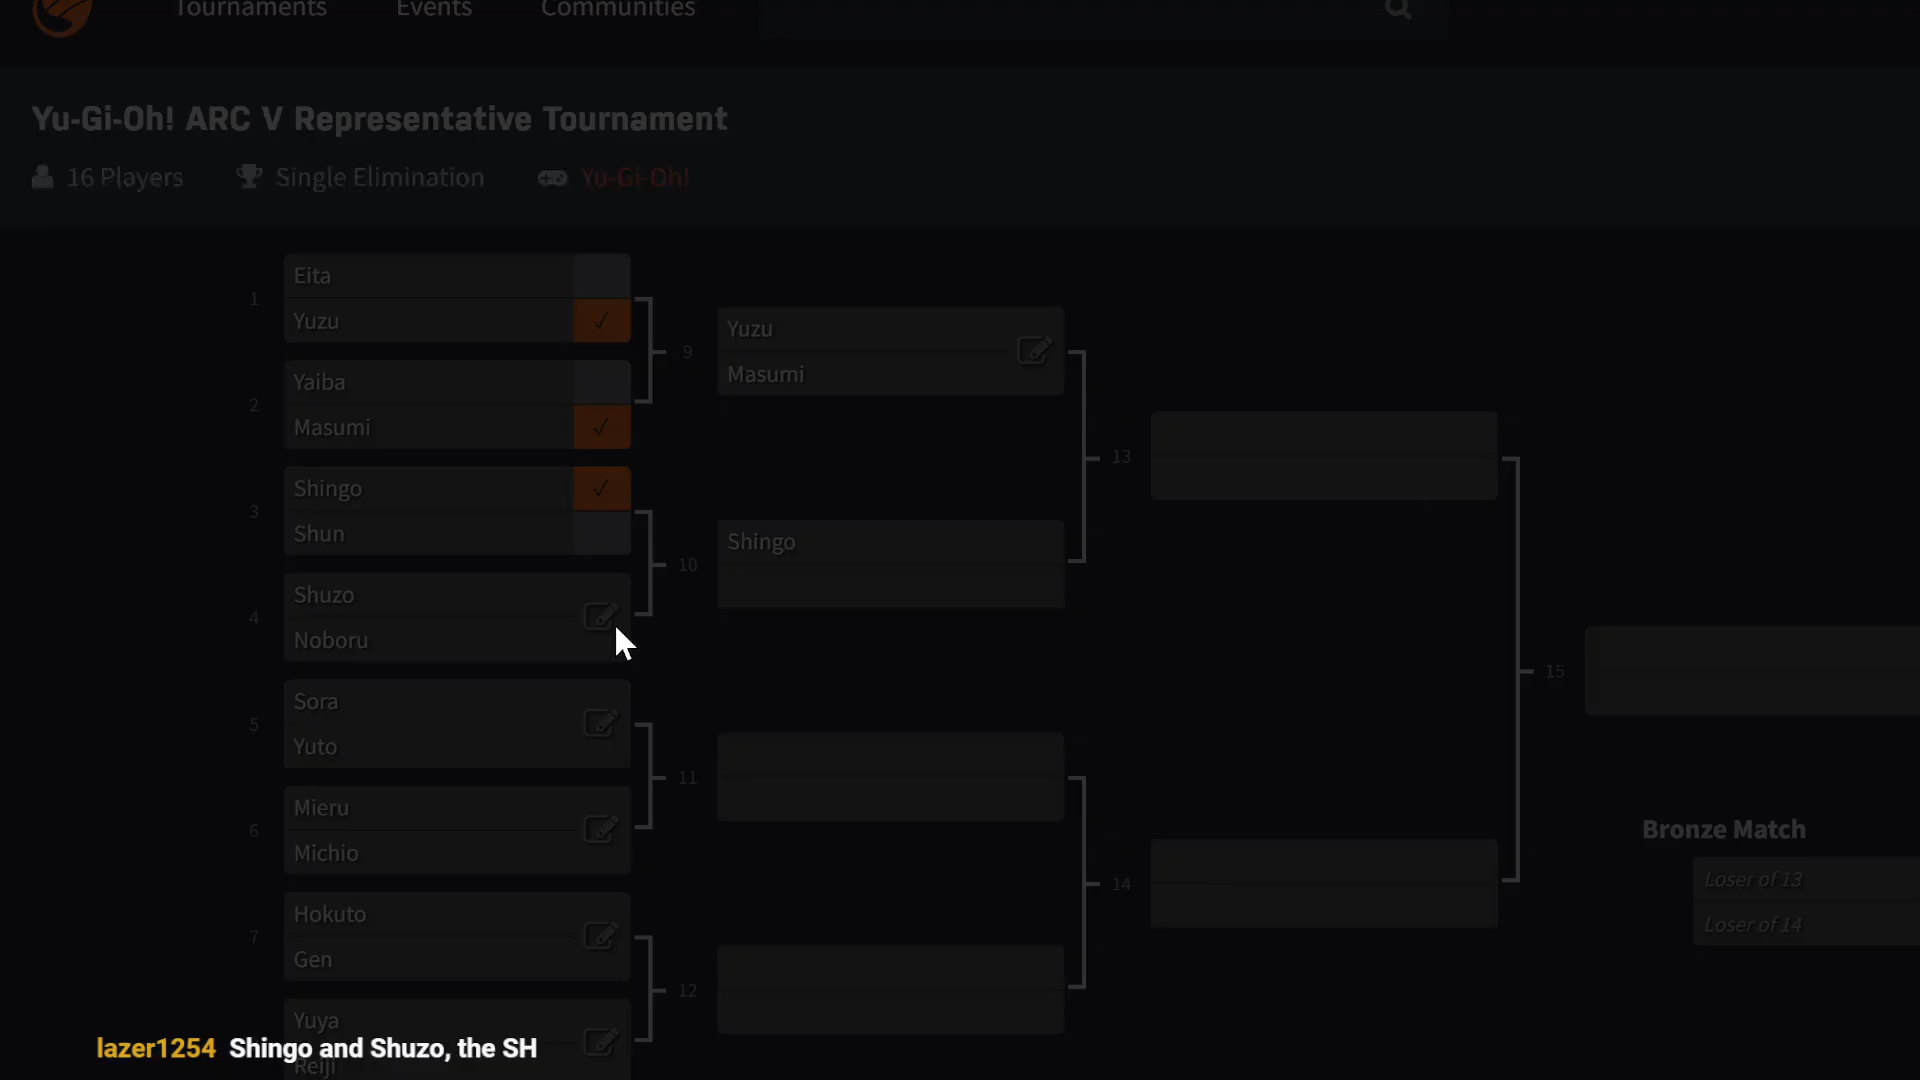 Tournaments Events Communities
Yu-Gi-Oh! ARC V Representative Tournament
16 Players Single Elimination Yu-Gi-Oh!
1
Eita
Yuzu ✓
2
Yaiba
Masumi ✓
3
Shingo ✓
Shun
4
Shuzo
Noboru
5
Sora
Yuto
6
Mieru
Michio
7
Hokuto
Gen
Yuya
Reiji
9
Yuzu
Masumi
10
Shingo
11
12
13
14
15
Bronze Match
Loser of 13
Loser of 14
lazer1254 Shingo and Shuzo, the SH